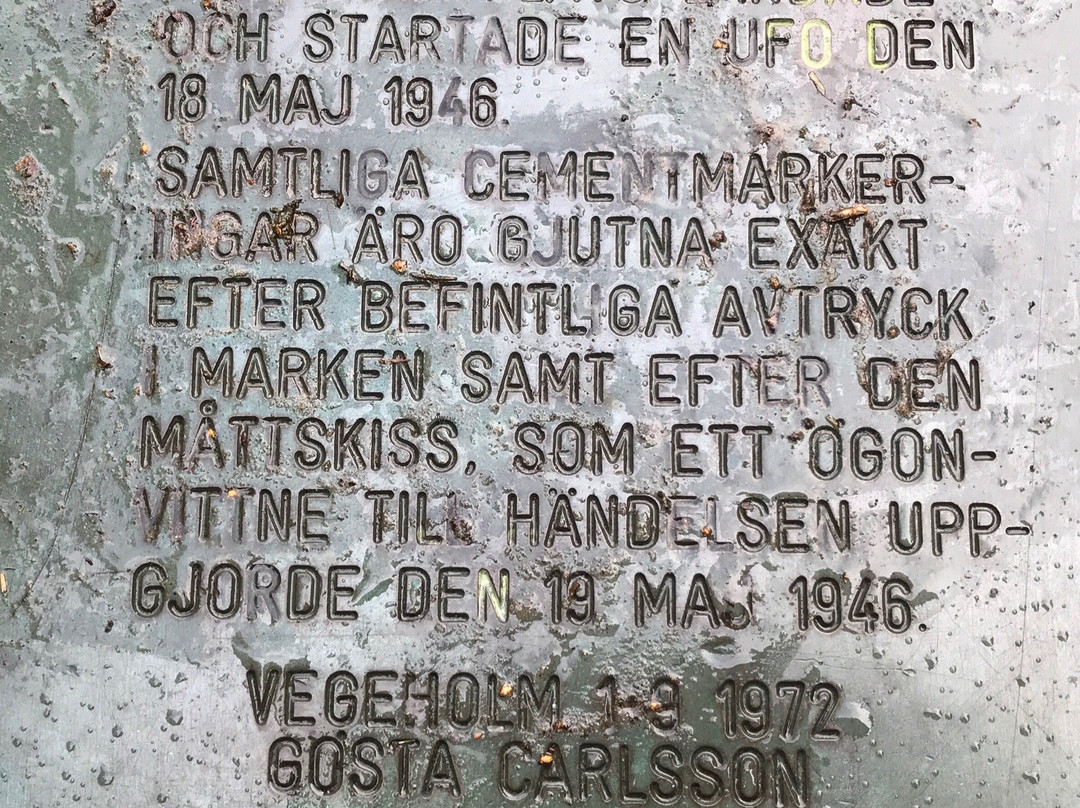 OCH STARTADE EN UFO DEN
18 MAJ 1946.
SAMTLIGA CEMENTMARKER-
INGAR ÄRO GJUTNA EXAKT
EFTER BEFINTLIGA AVTRYCK
I MARKEN SAMT EFTER DEN
MÅTTSKISS, SOM ETT ÖGON-
VITTNE TILL HÄNDELSEN UPP-
GJORDE DEN 19 MAJ 1946.
VEGEHOLM 1-9 1972
GÖSTA CARLSSON